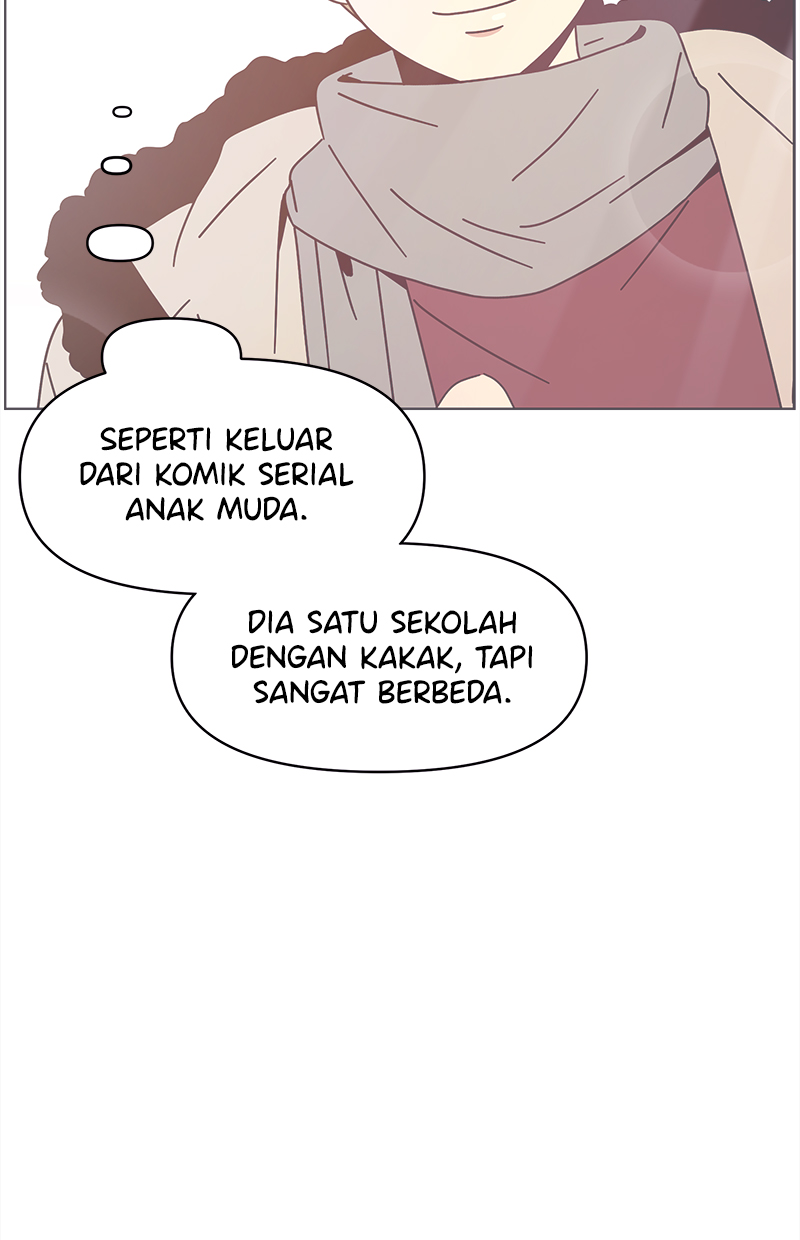 SEPERTI KELUAR
DARI KOMIK SERIAL
ANAK MUDA.
DIA SATU SEKOLAH
DENGAN KAKAK, TAPI
SANGAT BERBEDA.